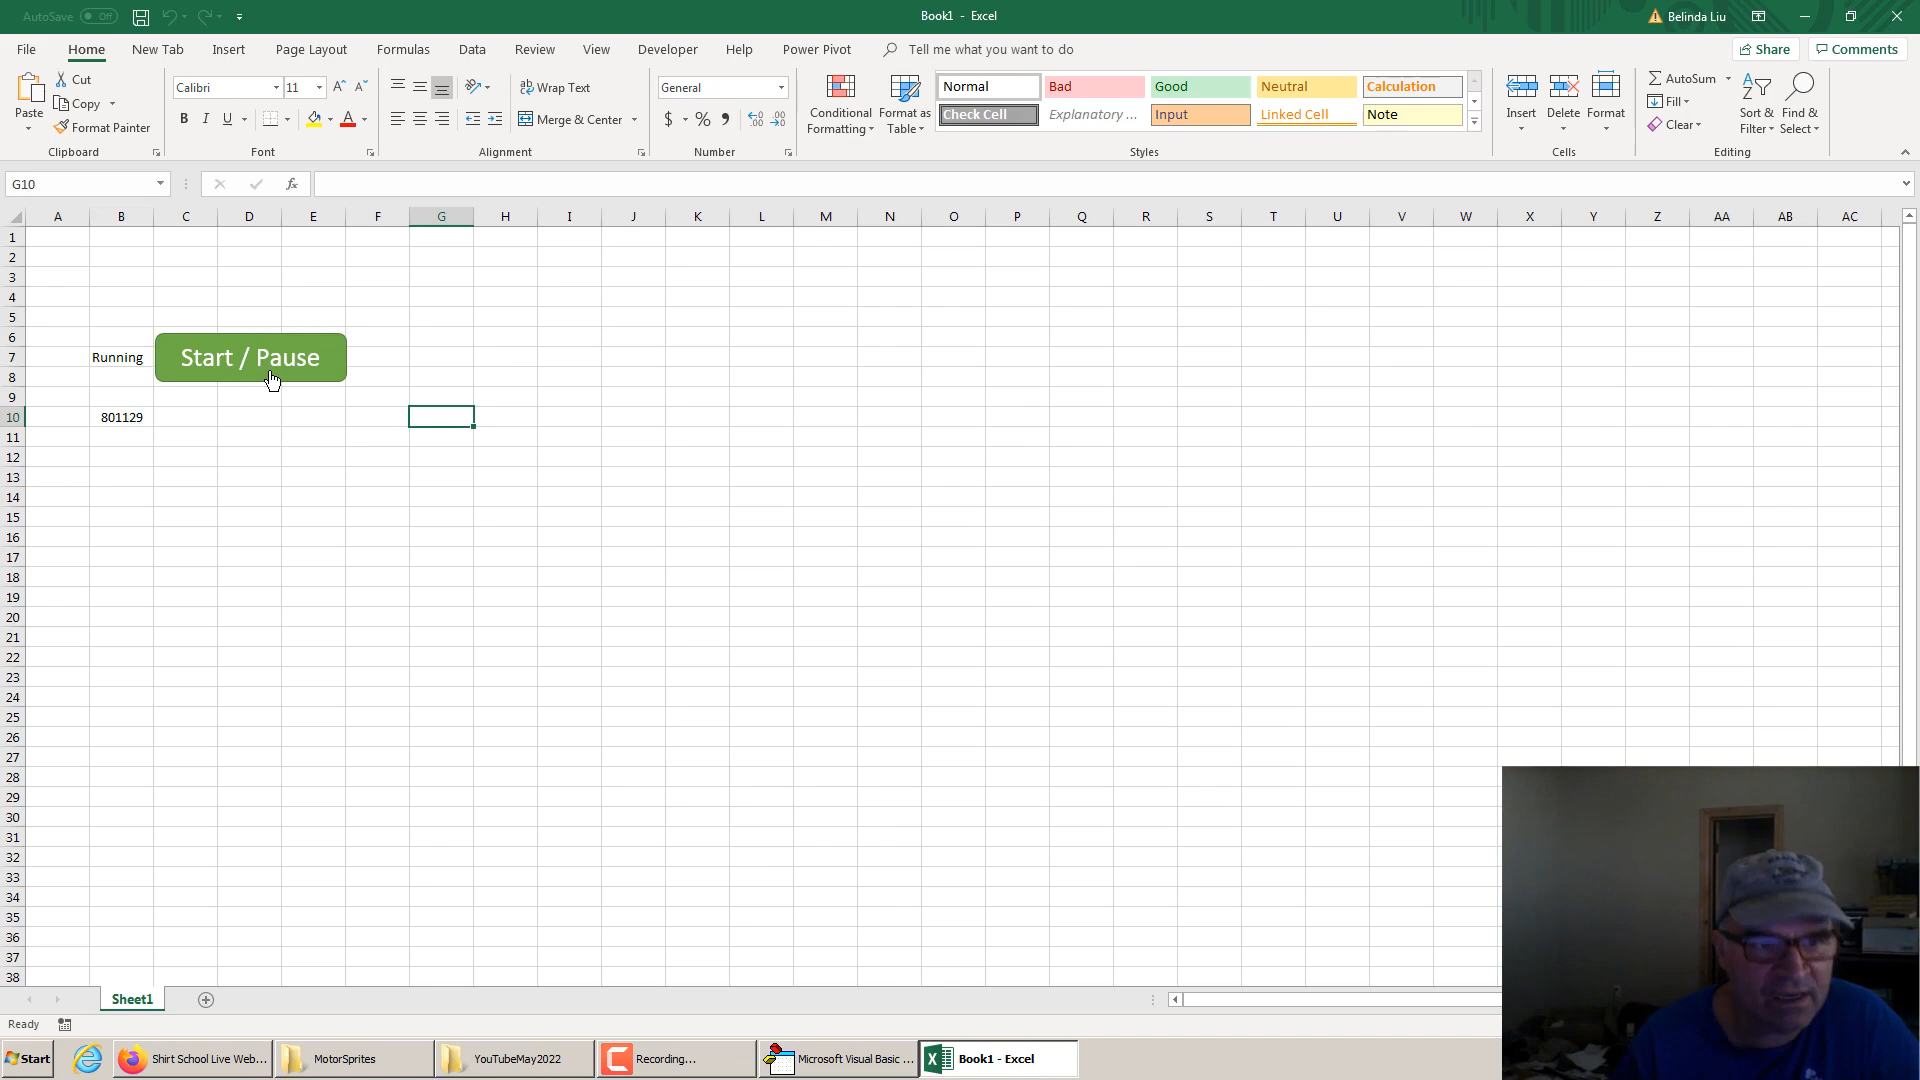 AutoSave Off Book1 - Excel Belinda Liu
File Home New Tab Insert Page Layout Formulas Data Review View Developer Help Power Pivot Tell me what you want to do Share Comments
Paste Cut Copy Format Painter Clipboard
Calibri 11 A A B I U A Font
ab Wrap Text Merge & Center Alignment
General $ % , .00 .0 Number
Conditional Formatting Format as Table
Normal Bad Good Neutral Calculation
Check Cell Explanatory ... Input Linked Cell Note
Styles
Insert Delete Format Cells
AutoSum Fill Clear Sort & Filter Find & Select Editing
G10 fx
A B C D E F G H I J K L M N O P Q R S T U V W X Y Z AA AB AC
1
2
3
4
5
6
7 Running Start / Pause
8
9
10 801129
11
12
13
14
15
16
17
18
19
20
21
22
23
24
25
26
27
28
29
30
31
32
33
34
35
36
37
38
Sheet1
Ready
Start Shirt School Live Web... MotorSprites YouTubeMay2022 Recording... Microsoft Visual Basic ... Book1 - Excel